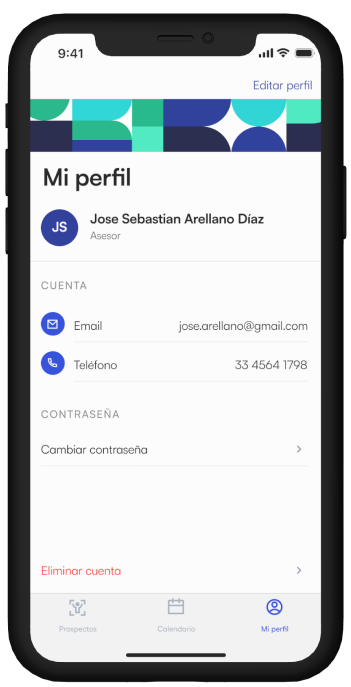 9:41
Editar perfil
Mi perfil
JS
Jose Sebastian Arellano Díaz
Asesor
CUENTA
Email jose.arellano@gmail.com
Teléfono 33 4564 1798
CONTRASEÑA
Cambiar contraseña
Eliminar cuenta
Prospectos Calendario Mi perfil